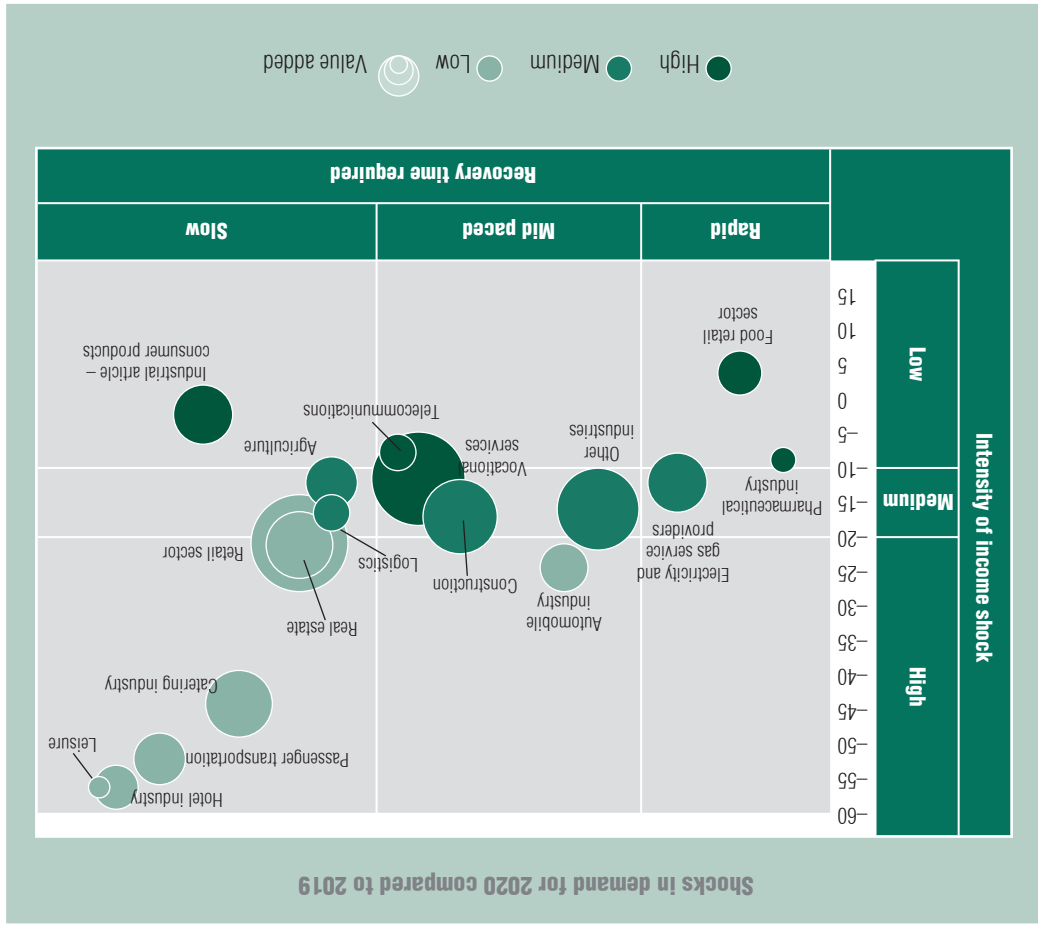 Shocks in demand for 2020 compared to 2019
Intensity of income shock
High
Medium
Low
–60
–55
–50
–45
–40
–35
–30
–25
–20
–15
–10
–5
0
5
10
15
Hotel industry
Leisure
Passenger transportation
Catering industry
Real estate
Automobile
industry
Construction
Electricity and
gas service
providers
Logistics
Retail sector
Pharmaceutical
industry
Other
industries
Vocational
services
Agriculture
Telecommunications
Industrial article –
consumer products
Food retail
sector
Rapid
Mid paced
Slow
Recovery time required
High
Medium
Low
Value added